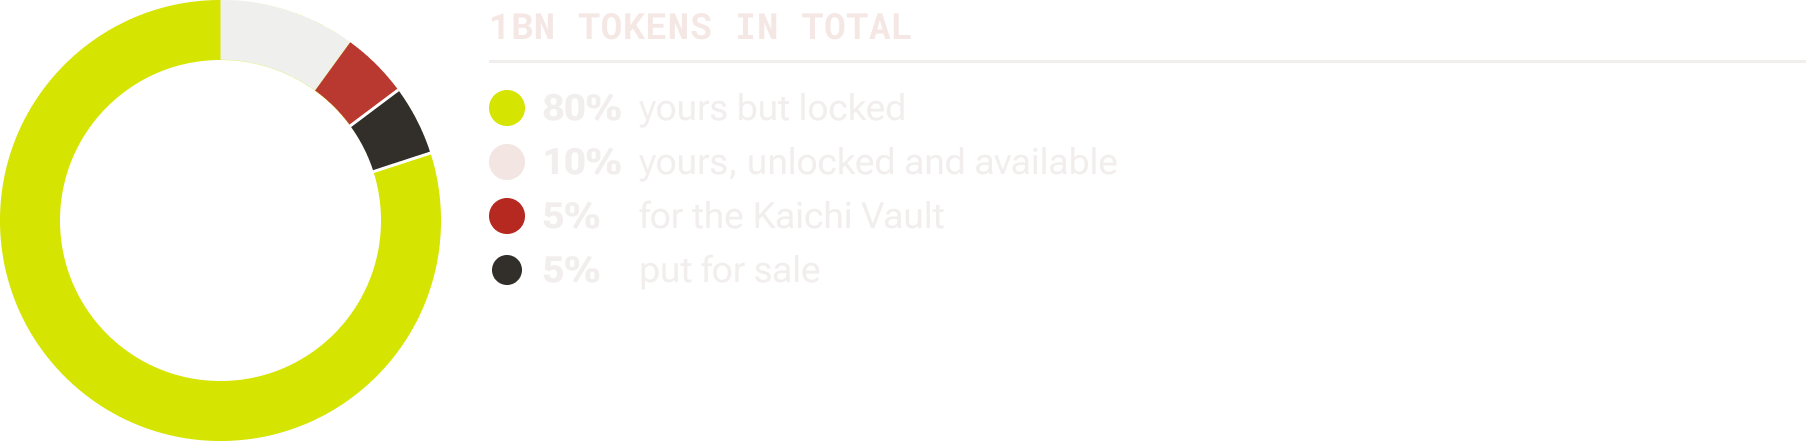 1BN TOKENS IN TOTAL
80% yours but locked
10% yours, unlocked and available
5% for the Kaichi Vault
5% put for sale